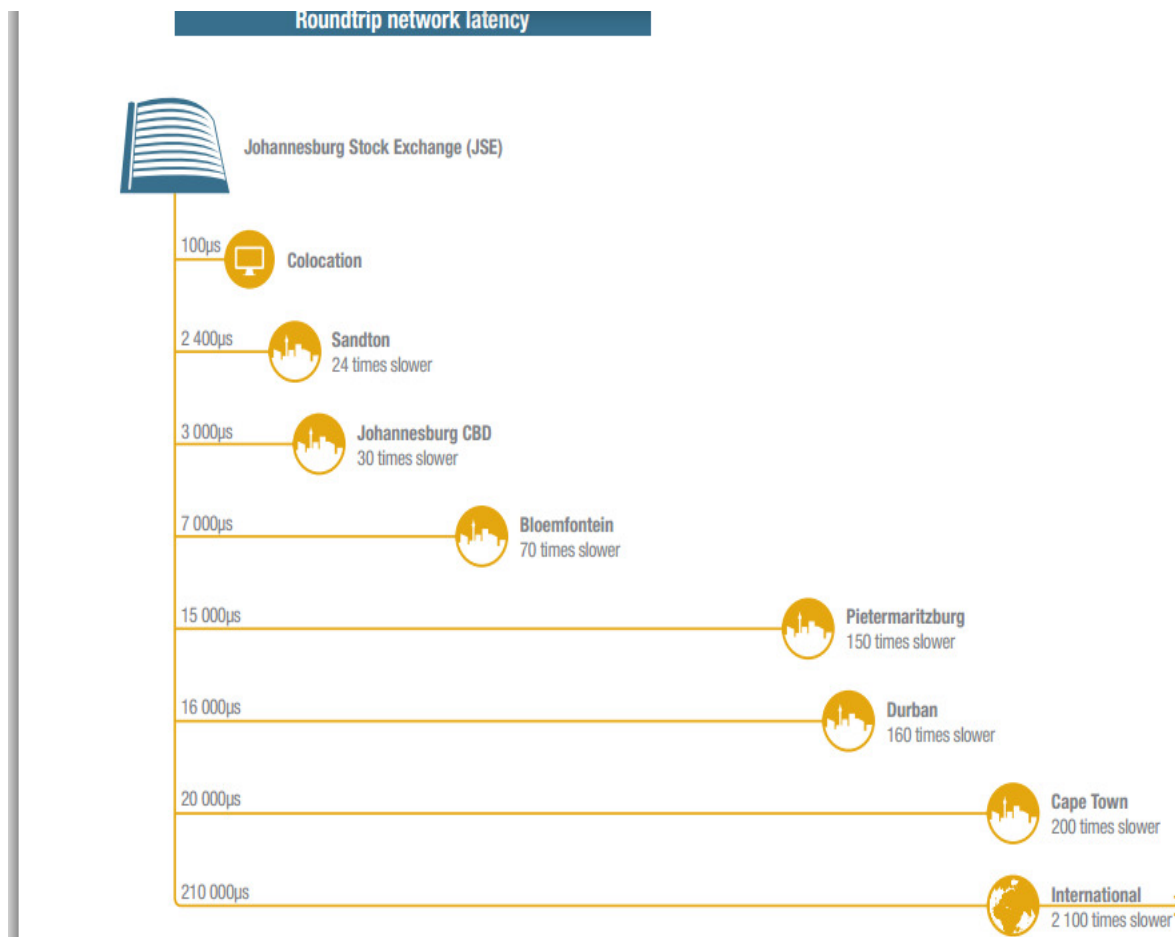 Roundtrip network latency
Johannesburg Stock Exchange (JSE)
100µs
Colocation
2 400µs
Sandton
24 times slower
3 000µs
Johannesburg CBD
30 times slower
7 000µs
Bloemfontein
70 times slower
15 000µs
Pietermaritzburg
150 times slower
16 000µs
Durban
160 times slower
20 000µs
Cape Town
200 times slower
210 000µs
International
2 100 times slower